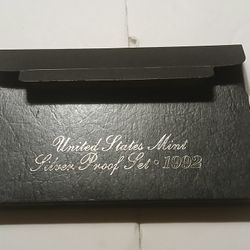 United States Mint
Silver Proof Set • 1992